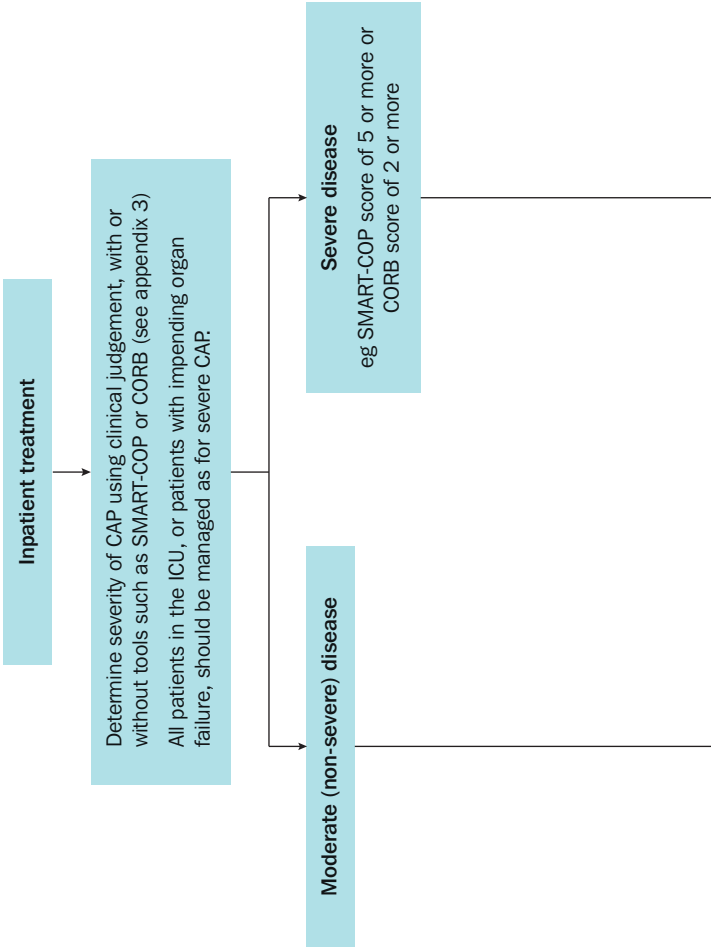 Inpatient treatment
Determine severity of CAP using clinical judgement, with or
without tools such as SMART-COP or CORB (see appendix 3)
All patients in the ICU, or patients with impending organ
failure, should be managed as for severe CAP.
Moderate (non-severe) disease
Severe disease
eg SMART-COP score of 5 or more or
CORB score of 2 or more